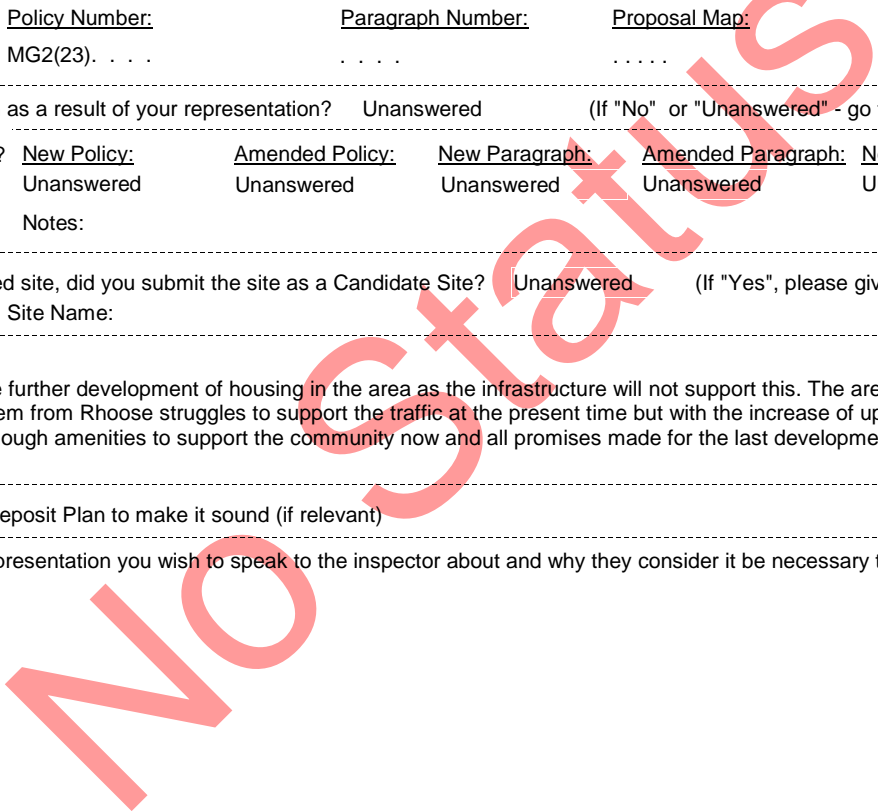 Policy Number: Paragraph Number: Proposal Map:
MG2(23). . . . . . . . . . . . .
as a result of your representation? Unanswered (If "No" or "Unanswered" - go
? New Policy: Amended Policy: New Paragraph: Amended Paragraph:
Unanswered Unanswered Unanswered Unanswered
Notes:
ed site, did you submit the site as a Candidate Site? Unanswered (If "Yes", please giv
Site Name:
e further development of housing in the area as the infrastructure will not support this. The are
em from Rhoose struggles to support the traffic at the present time but with the increase of up
ough amenities to support the community now and all promises made for the last developme
eposit Plan to make it sound (if relevant)
presentation you wish to speak to the inspector about and why they consider it be necessary t
No Status